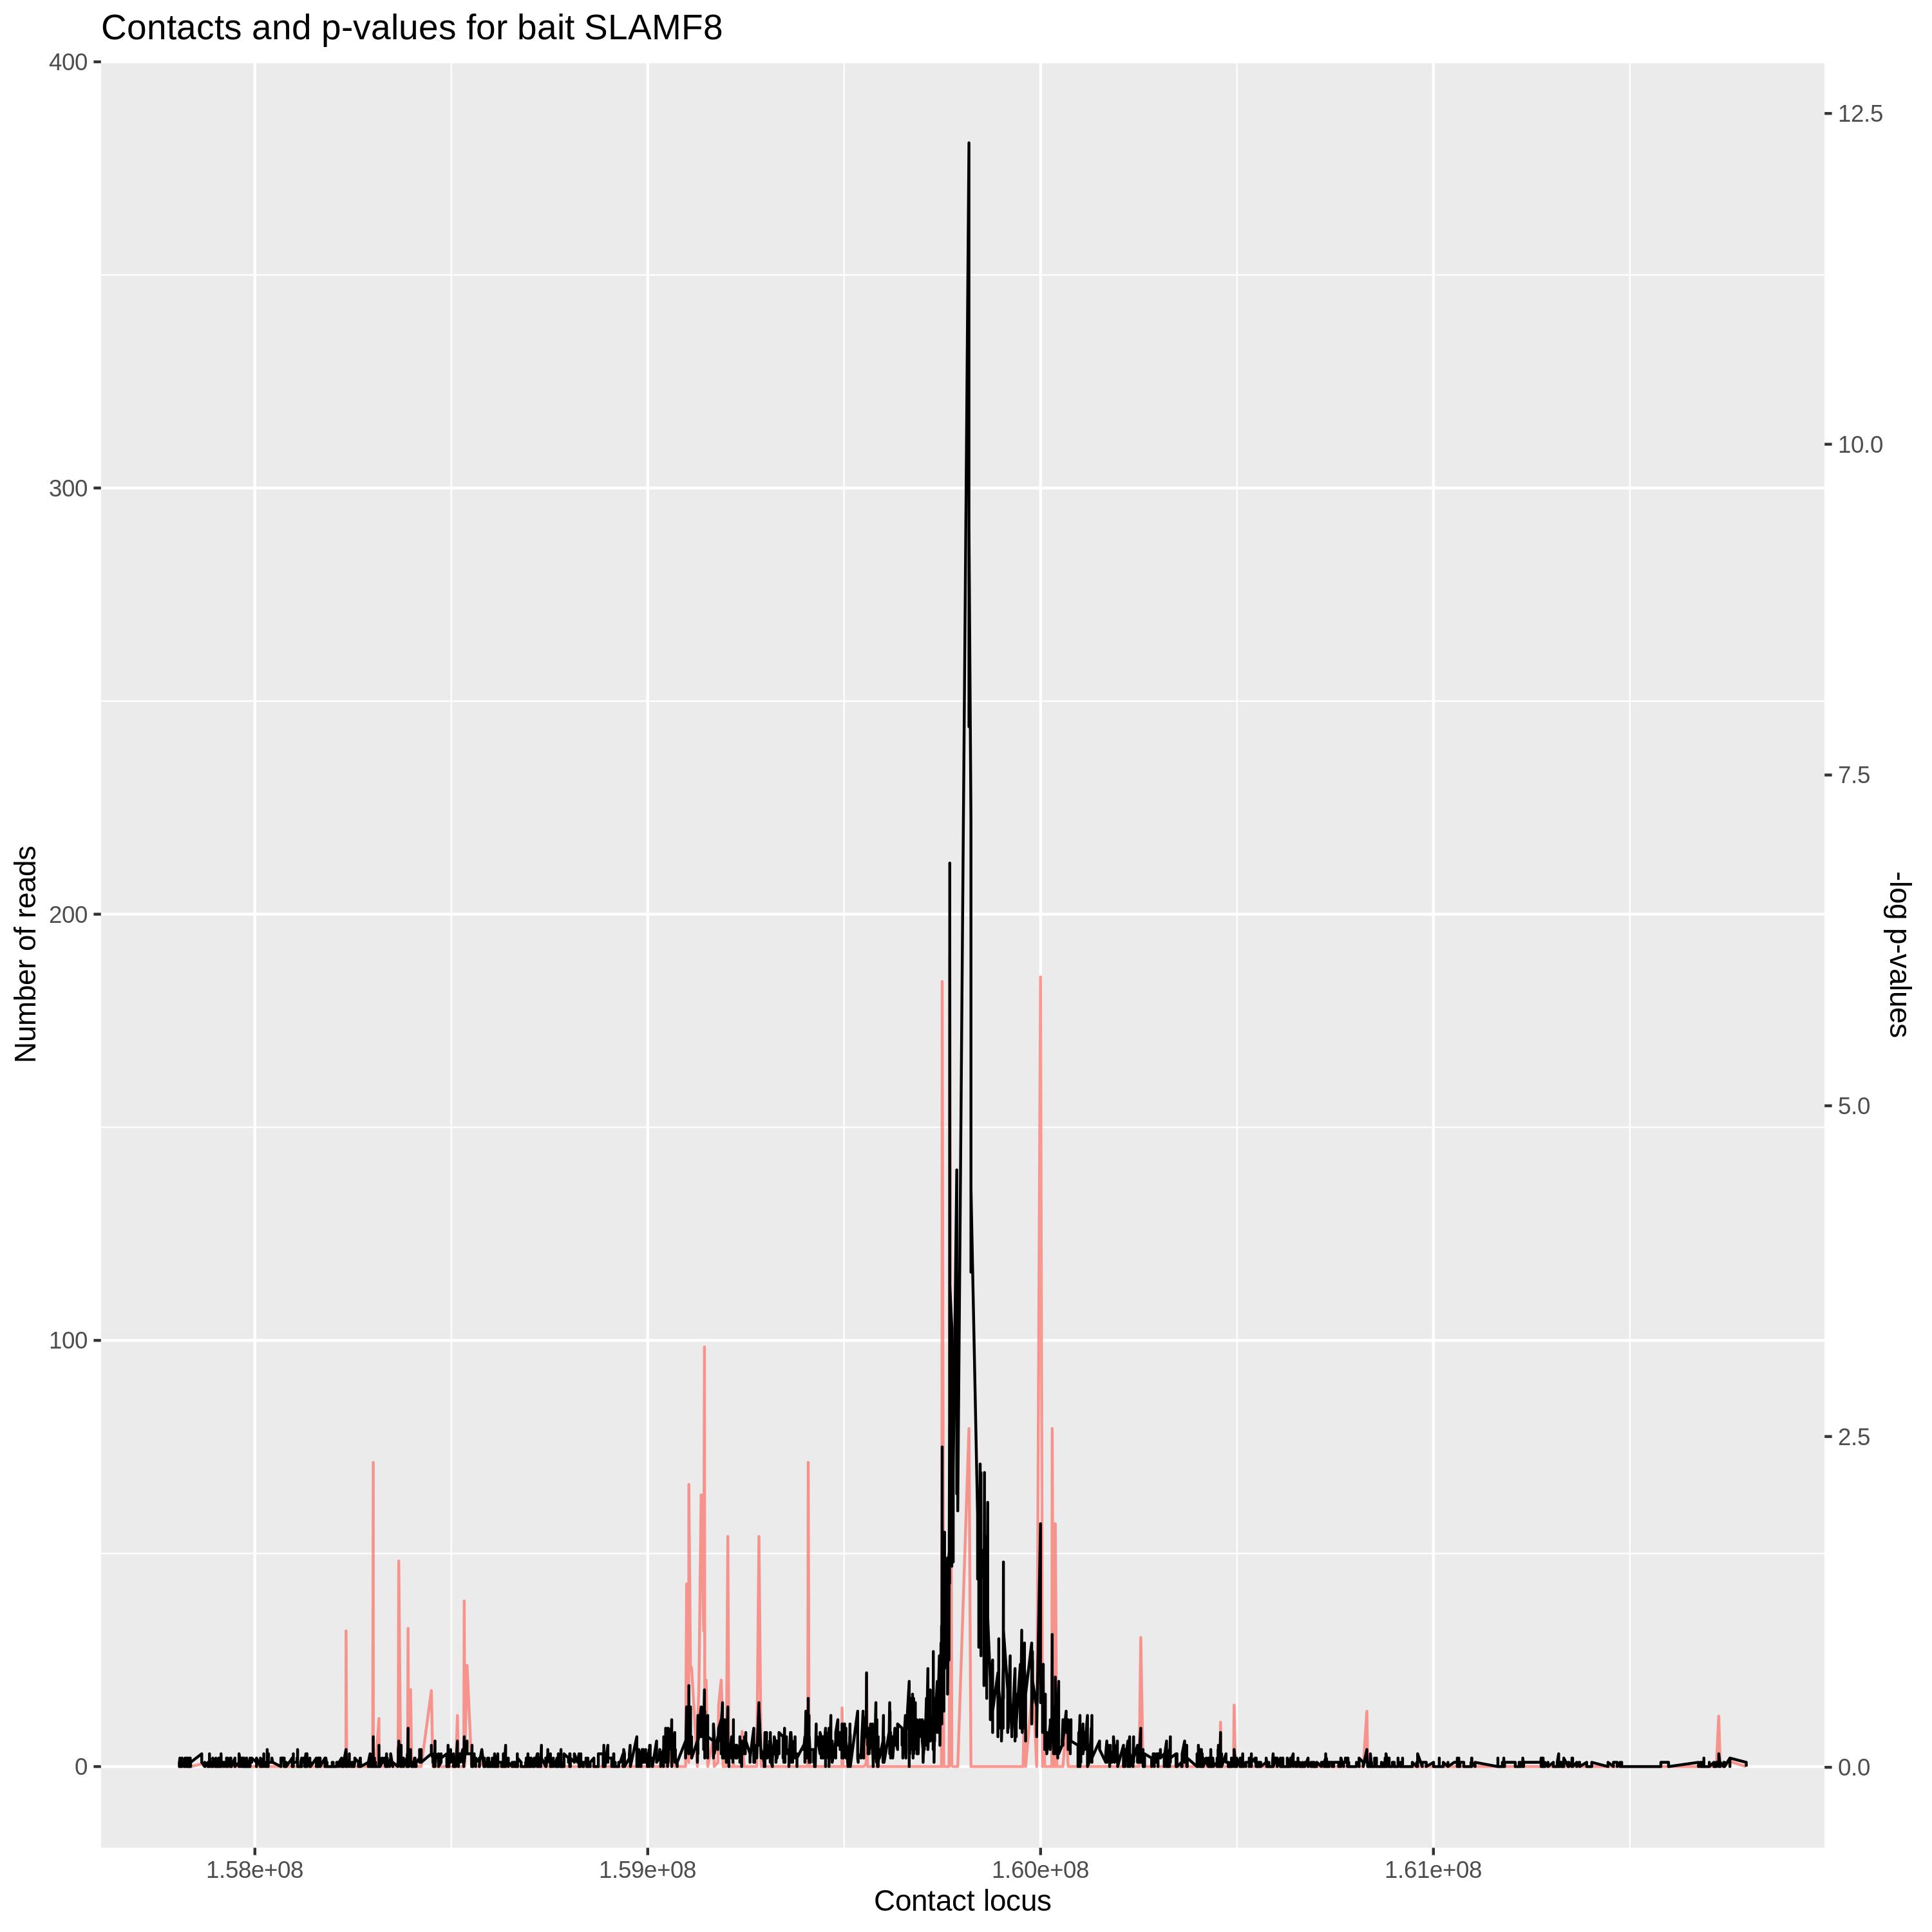 Contacts and p-values for bait SLAMF8
400
300
200
100
0
12.5
10.0
7.5
5.0
2.5
0.0
Number of reads
-log p-values
1.58e+08 1.59e+08 1.60e+08 1.61e+08
Contact locus